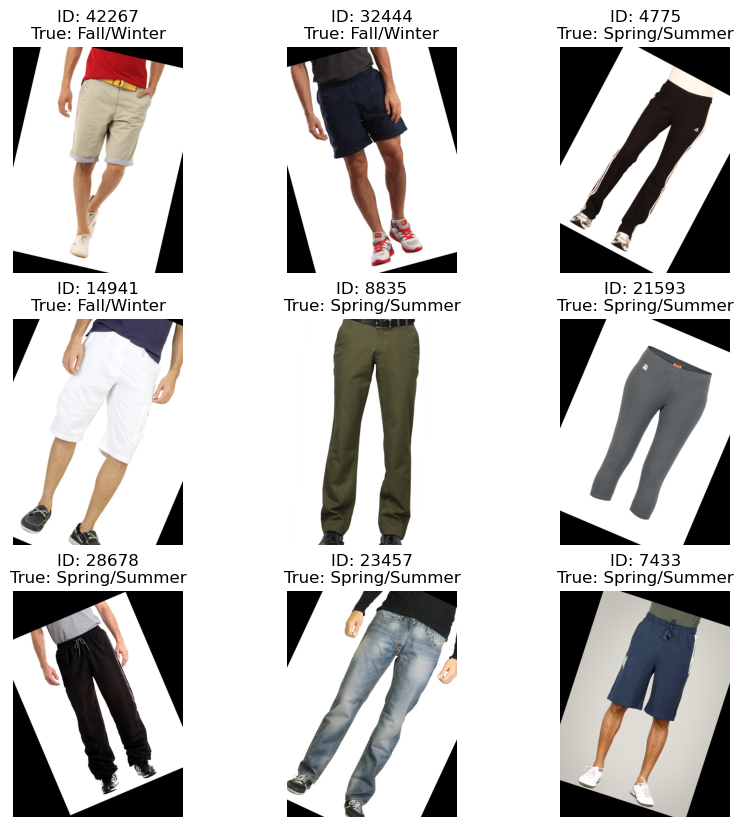 ID: 42267
True: Fall/Winter
ID: 32444
True: Fall/Winter
ID: 4775
True: Spring/Summer
ID: 14941
True: Fall/Winter
ID: 8835
True: Spring/Summer
ID: 21593
True: Spring/Summer
ID: 28678
True: Spring/Summer
ID: 23457
True: Spring/Summer
ID: 7433
True: Spring/Summer